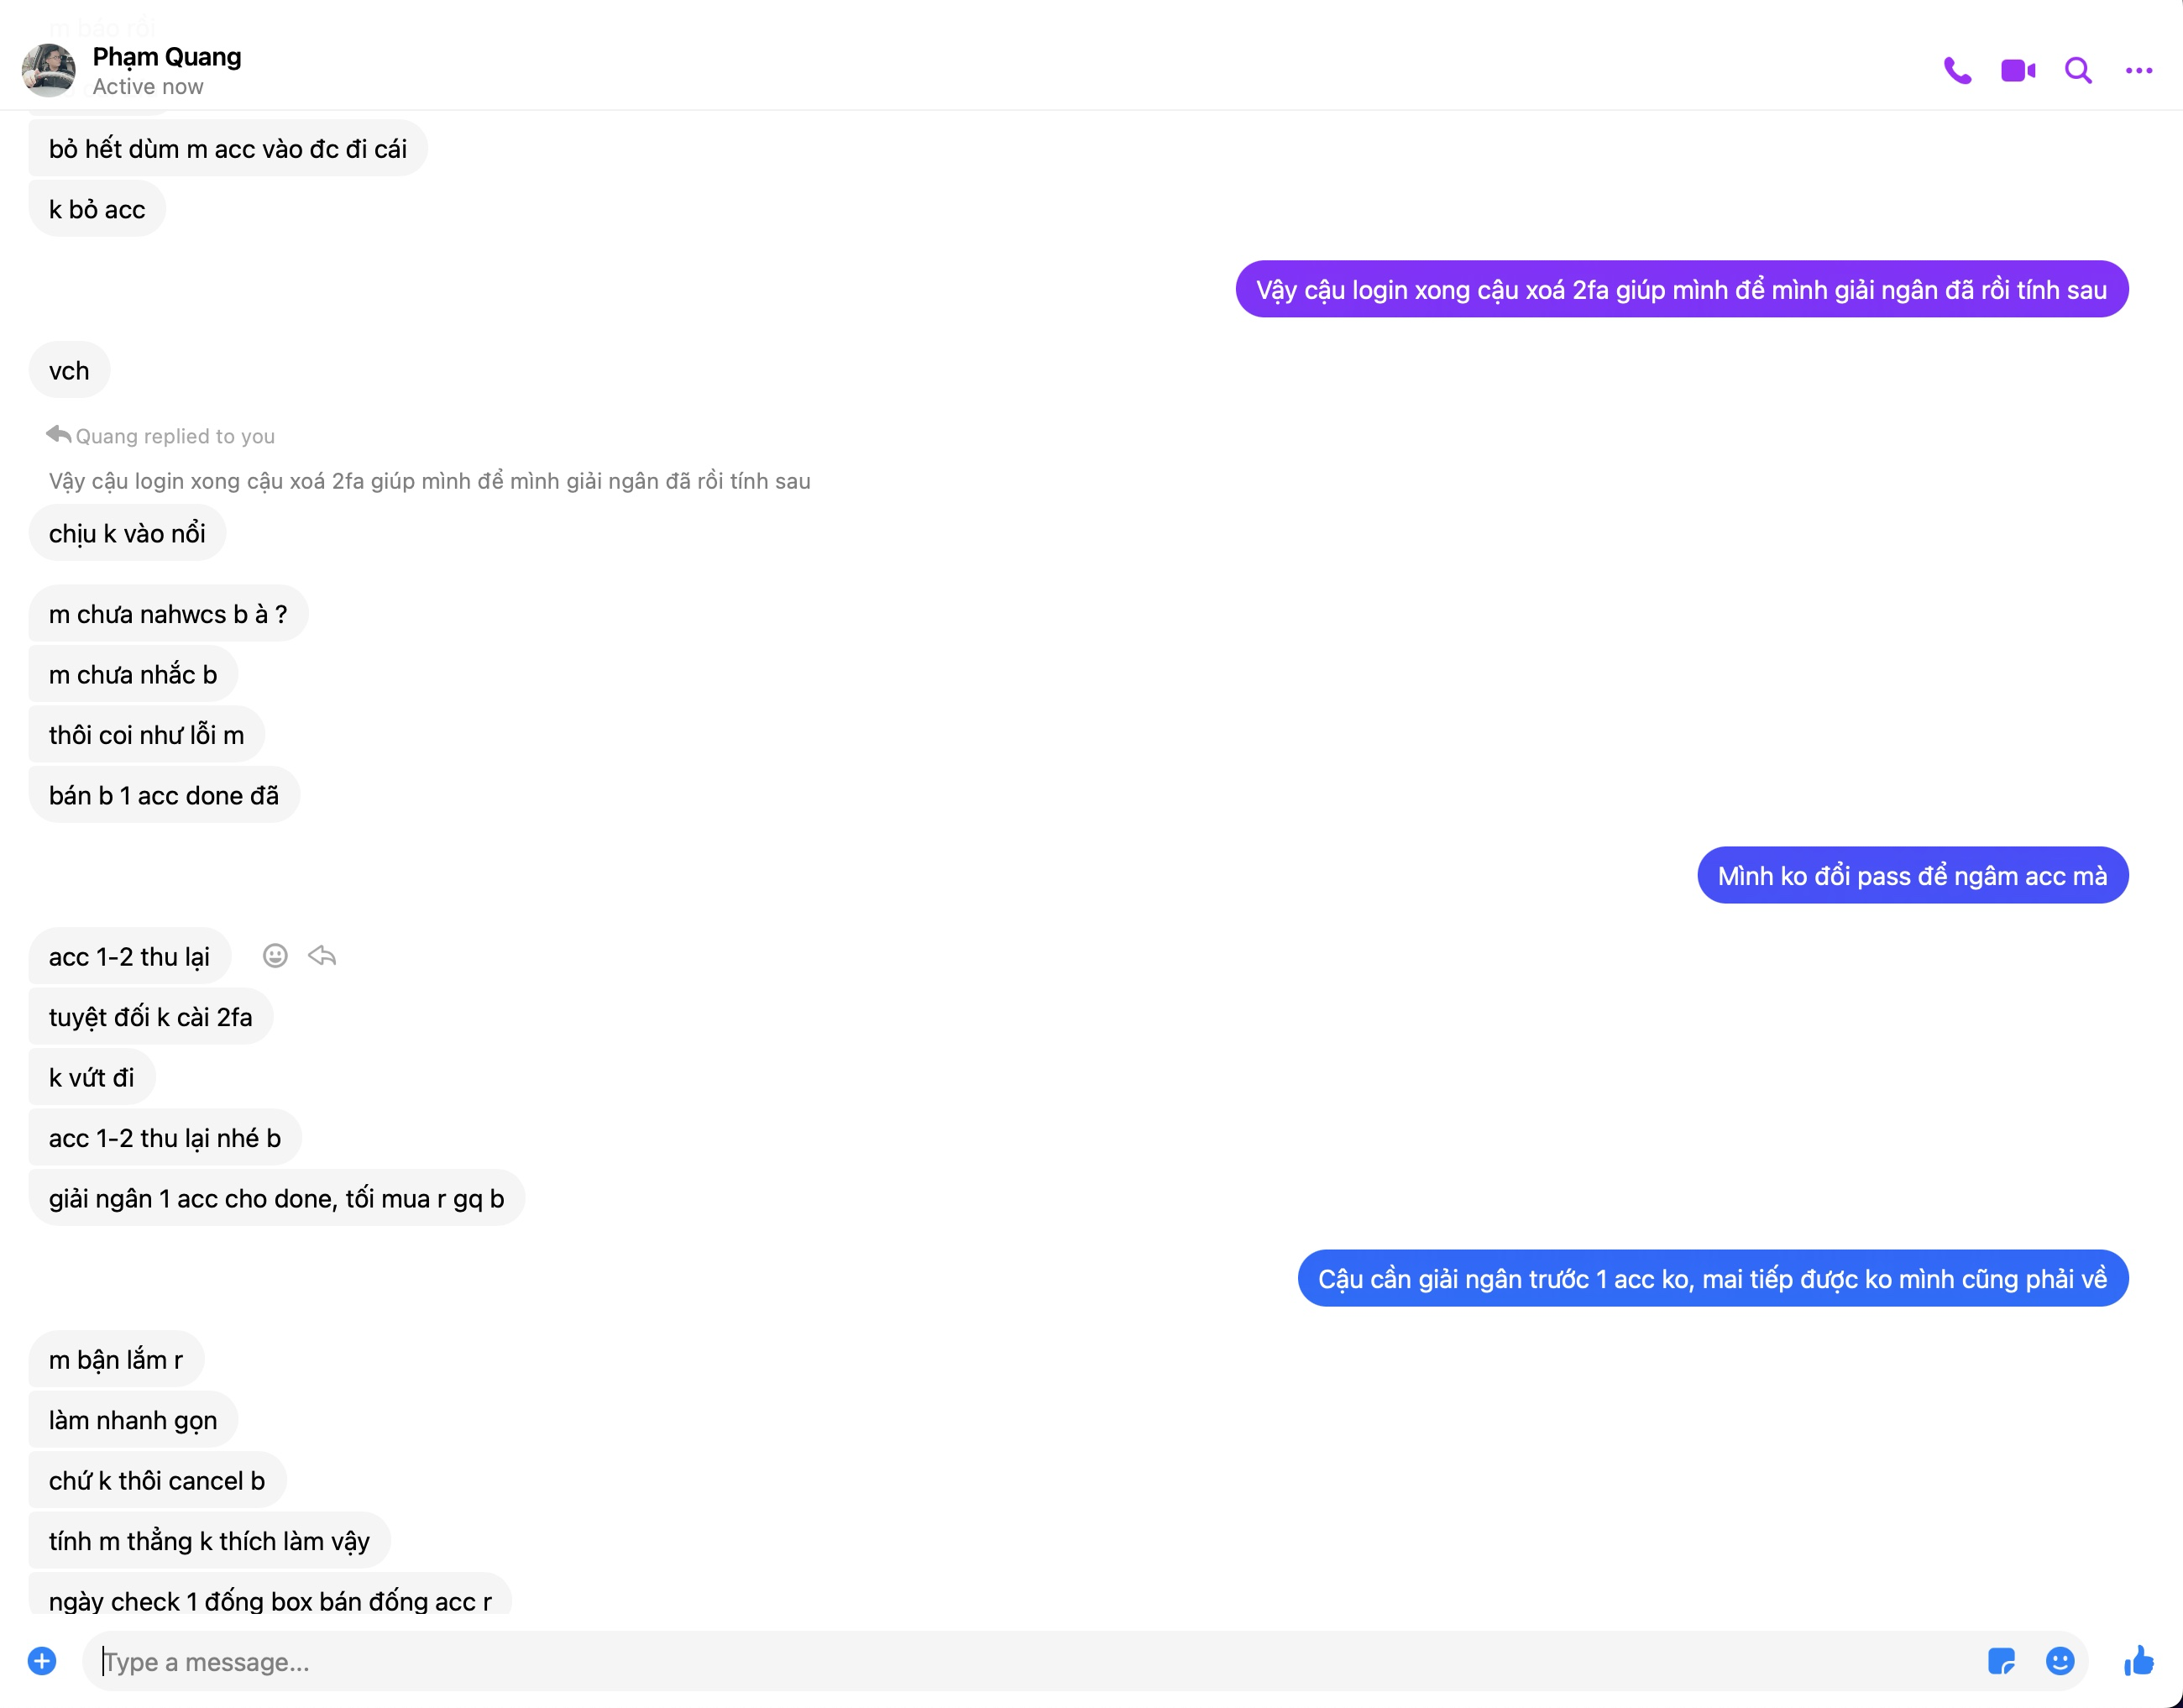 m báo rồi
Phạm Quang
Active now
bỏ hết dùm m acc vào đc đi cái
k bỏ acc
Vậy cậu login xong cậu xoá 2fa giúp mình để mình giải ngân đã rồi tính sau
vch
Quang replied to you
Vậy cậu login xong cậu xoá 2fa giúp mình để mình giải ngân đã rồi tính sau
chịu k vào nổi
m chưa nahwcs b à ?
m chưa nhắc b
thôi coi như lỗi m
bán b 1 acc done đã
Mình ko đổi pass để ngâm acc mà
acc 1-2 thu lại
tuyệt đối k cài 2fa
k vứt đi
acc 1-2 thu lại nhé b
giải ngân 1 acc cho done, tối mua r gq b
Cậu cần giải ngân trước 1 acc ko, mai tiếp được ko mình cũng phải về
m bận lắm r
làm nhanh gọn
chứ k thôi cancel b
tính m thẳng k thích làm vậy
ngày check 1 đống box bán đống acc r
Type a message...